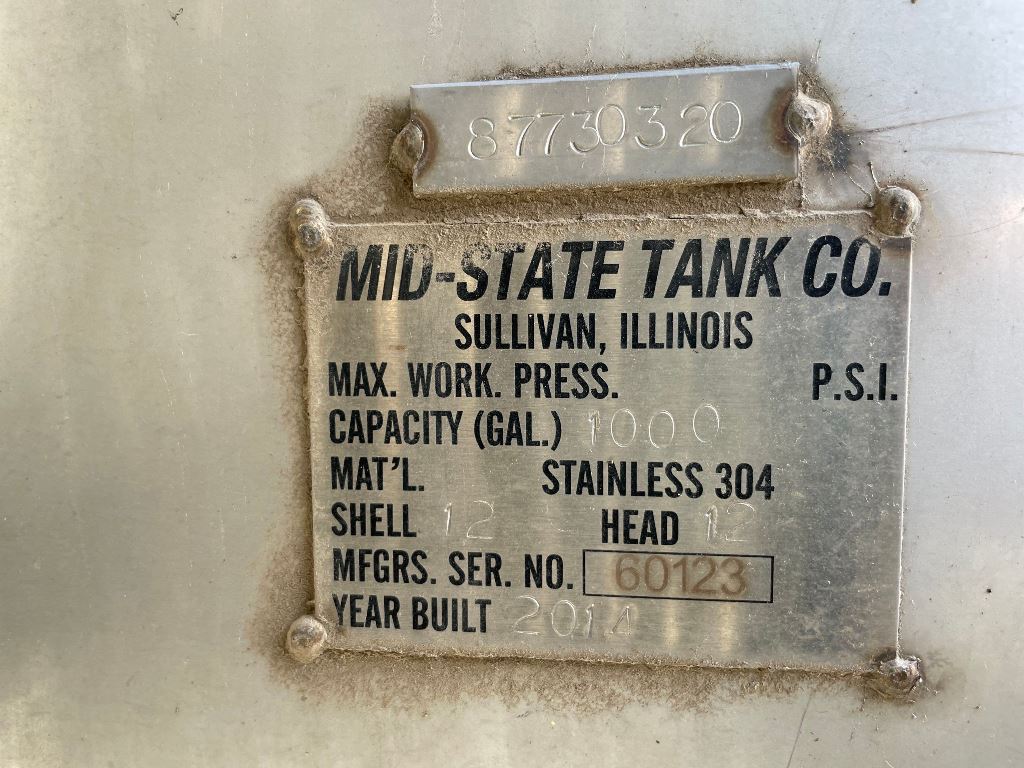 87730320
MID-STATE TANK CO.
SULLIVAN, ILLINOIS
MAX. WORK. PRESS. P.S.I.
CAPACITY (GAL.) 1000
MAT'L. STAINLESS 304
SHELL 12 HEAD 12
MFGRS. SER. NO. 60123
YEAR BUILT 2014